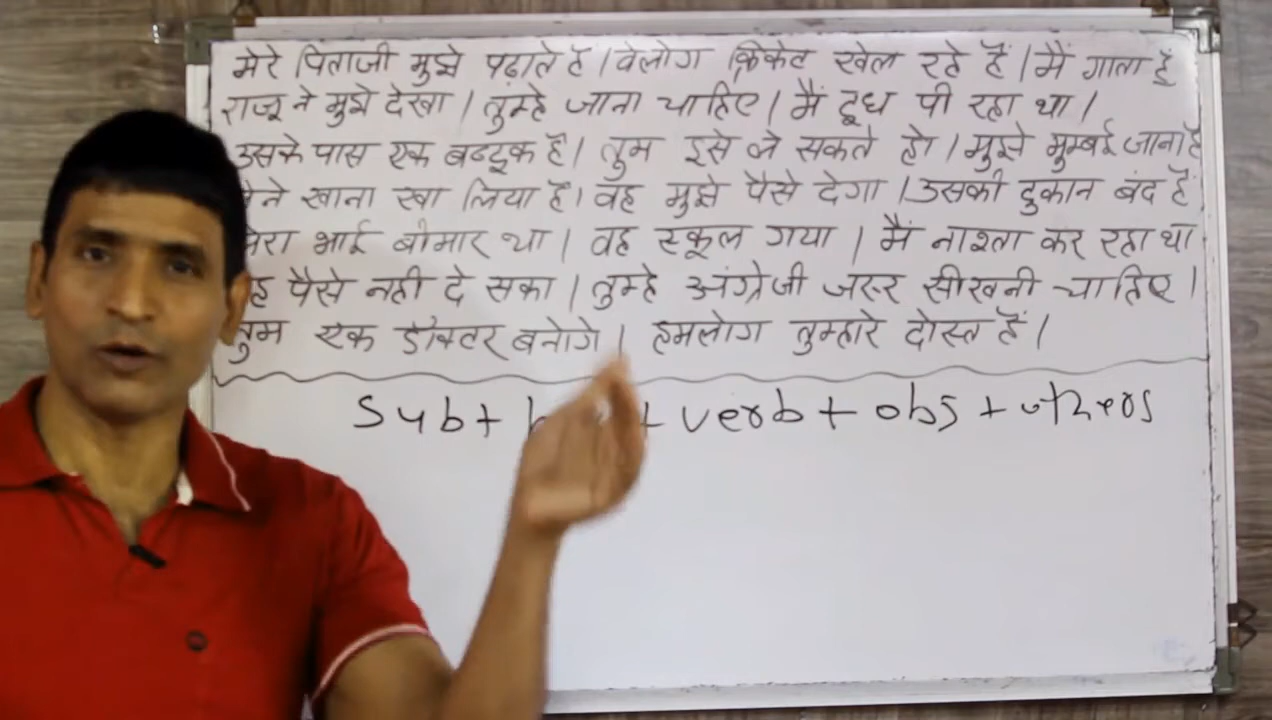 मेरे पिताजी मुझे पढ़ाते है। वेलोग क्रिकेट खेल रहे हैं। मैं गाता हूँ
राजू ने मुझे देखा। तुम्हे जाना चाहिए। मैं दूध पी रहा था।
उसके पास एक बन्दूक है। तुम इसे ले सकते हो। मुझे मुम्बई जाना है
ने खाना खा लिया है। वह मुझे पैसे देगा। उसकी दुकान बंद है
मेरा भाई बीमार था। वह स्कूल गया। मैं नाश्ता कर रहा था
पैसे नही दे सका। तुम्हे अंग्रेजी जरूर सीखनी चाहिए।
तुम एक डॉक्टर बनोगे। हमलोग तुम्हारे दोस्त हैं।
Sub + + verb + obj + others